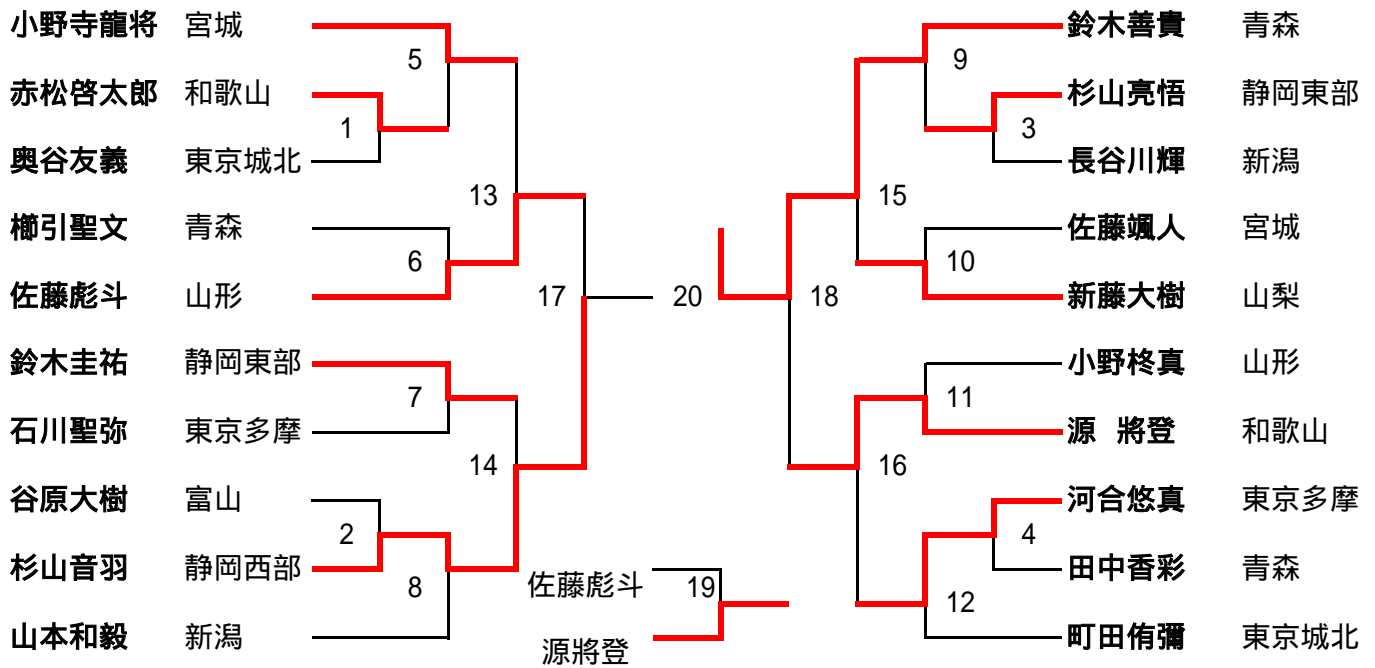 小野寺龍将 宮城
5
赤松啓太郎 和歌山
1
奥谷友義 東京城北
13
櫛引聖文 青森
6
佐藤彪斗 山形
17
鈴木圭祐 静岡東部
7
石川聖弥 東京多摩
14
谷原大樹 富山
2
杉山音羽 静岡西部
8
山本和毅 新潟
20
佐藤彪斗
19
源將登
鈴木善貴 青森
9
杉山亮悟 静岡東部
3
長谷川輝 新潟
15
佐藤颯人 宮城
10
新藤大樹 山梨
18
小野柊真 山形
11
源 將登 和歌山
16
河合悠真 東京多摩
4
田中香彩 青森
12
町田侑彌 東京城北